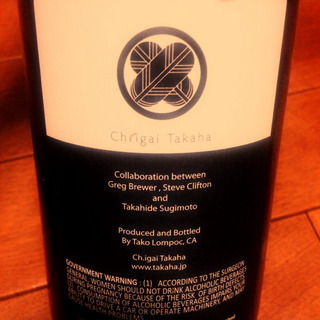 Ch.igai Takaha
Collaboration between
Greg Brewer , Steve Clifton
and
Takahide Sugimoto
Produced and Bottled
By Tako Lompoc, CA
Ch.igai Takaha
www.takaha.jp
GOVERNMENT WARNING : (1) ACCORDING TO THE SURGEON
GENERAL, WOMEN SHOULD NOT DRINK ALCOHOLIC BEVERAGES
DURING PREGNANCY BECAUSE OF THE RISK OF BIRTH DEFECTS.
OF ALCOHOLIC BEVERAGES IMPAIRS YOUR
TO DRIVE A CAR OR OPERATE MACHINERY, AND MAY
HEALTH PROBLEMS